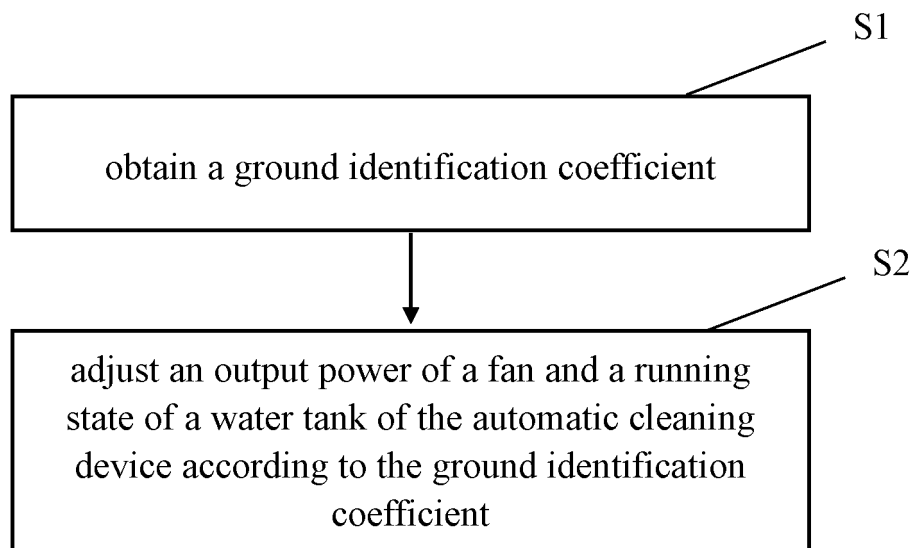 S1
obtain a ground identification coefficient
S2
adjust an output power of a fan and a running
state of a water tank of the automatic cleaning
device according to the ground identification
coefficient